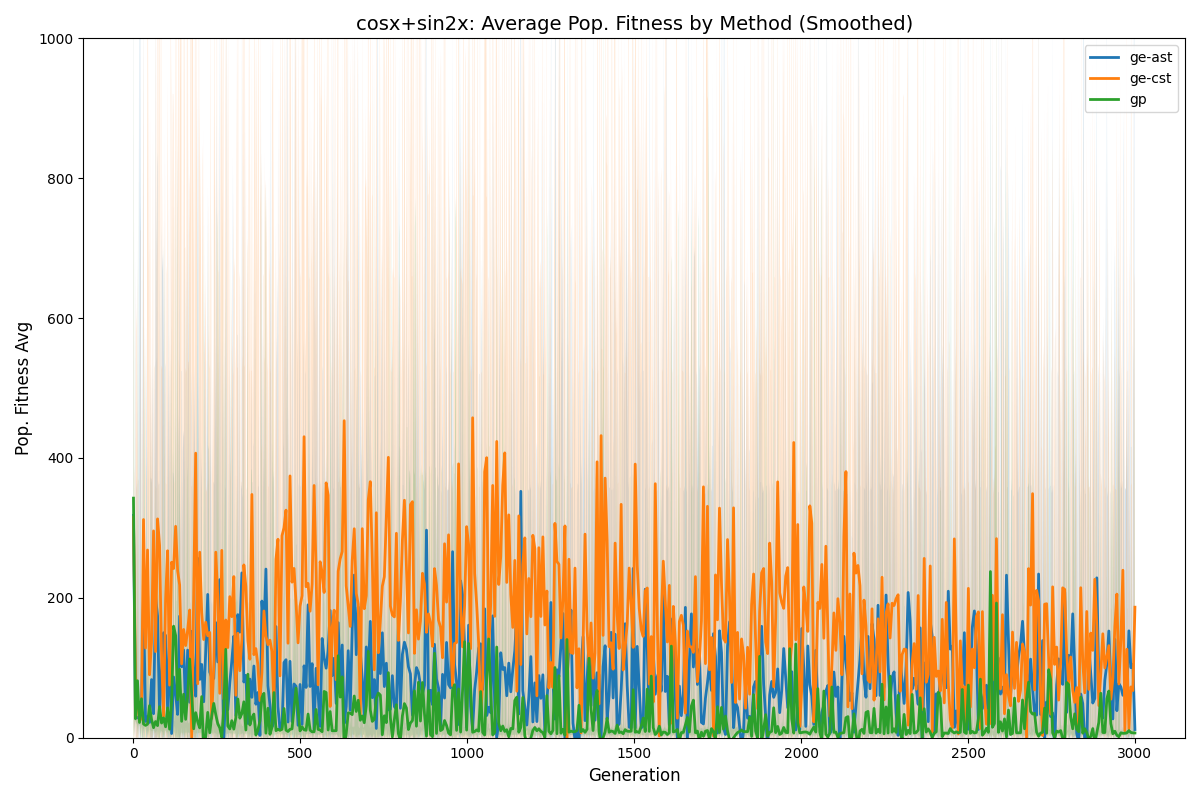 cosx+sin2x: Average Pop. Fitness by Method (Smoothed)
ge-ast
ge-cst
gp
Pop. Fitness Avg
1000
800
600
400
200
0
0 500 1000 1500 2000 2500 3000
Generation